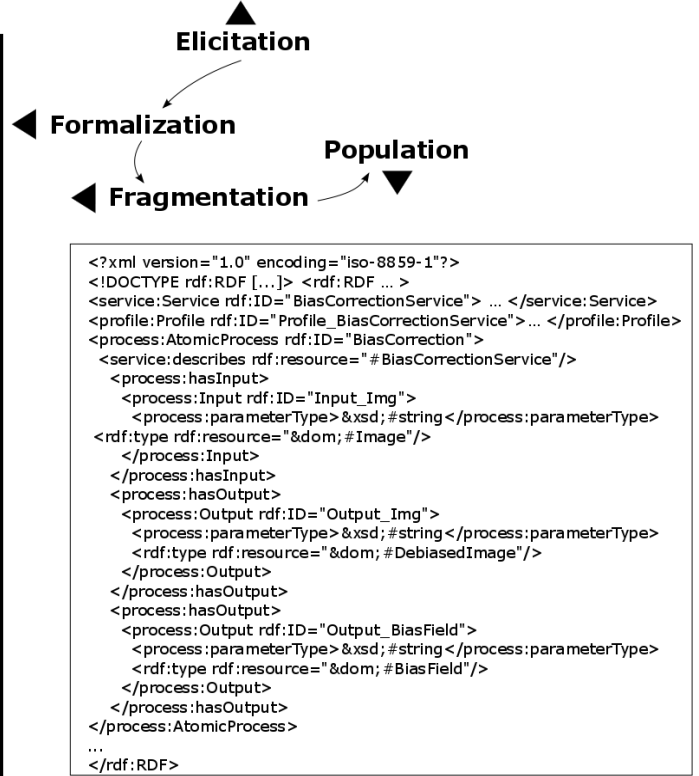 Elicitation
Formalization
Population
Fragmentation
<?xml version="1.0" encoding="iso-8859-1"?>
<!DOCTYPE rdf:RDF [...]> <rdf:RDF ... >
<service:Service rdf:ID="BiasCorrectionService"> ... </service:Service>
<profile:Profile rdf:ID="Profile_BiasCorrectionService">... </profile:Profile>
<process:AtomicProcess rdf:ID="BiasCorrection">
<service:describes rdf:resource="#BiasCorrectionService"/>
<process:hasInput>
<process:Input rdf:ID="Input_Img">
<process:parameterType>&xsd;#string</process:parameterType>
<rdf:type rdf:resource="&dom;#Image"/>
</process:Input>
</process:hasInput>
<process:hasOutput>
<process:Output rdf:ID="Output_Img">
<process:parameterType>&xsd;#string</process:parameterType>
<rdf:type rdf:resource="&dom;#DebiasedImage"/>
</process:Output>
</process:hasOutput>
<process:hasOutput>
<process:Output rdf:ID="Output_BiasField">
<process:parameterType>&xsd;#string</process:parameterType>
<rdf:type rdf:resource="&dom;#BiasField"/>
</process:Output>
</process:hasOutput>
</process:AtomicProcess>
...
</rdf:RDF>